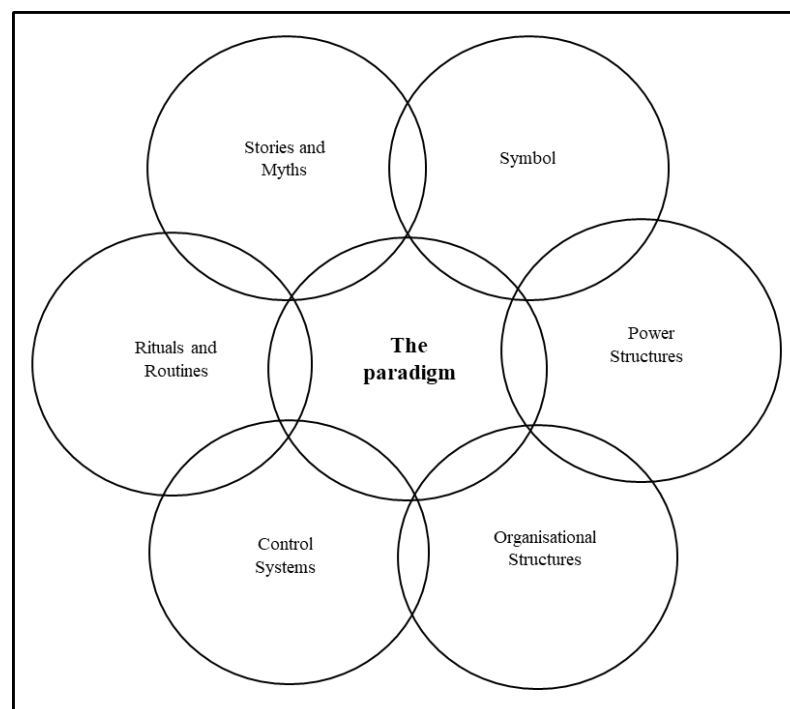 Stories and
Myths
Symbol
Rituals and
Routines
The
paradigm
Power
Structures
Control
Systems
Organisational
Structures